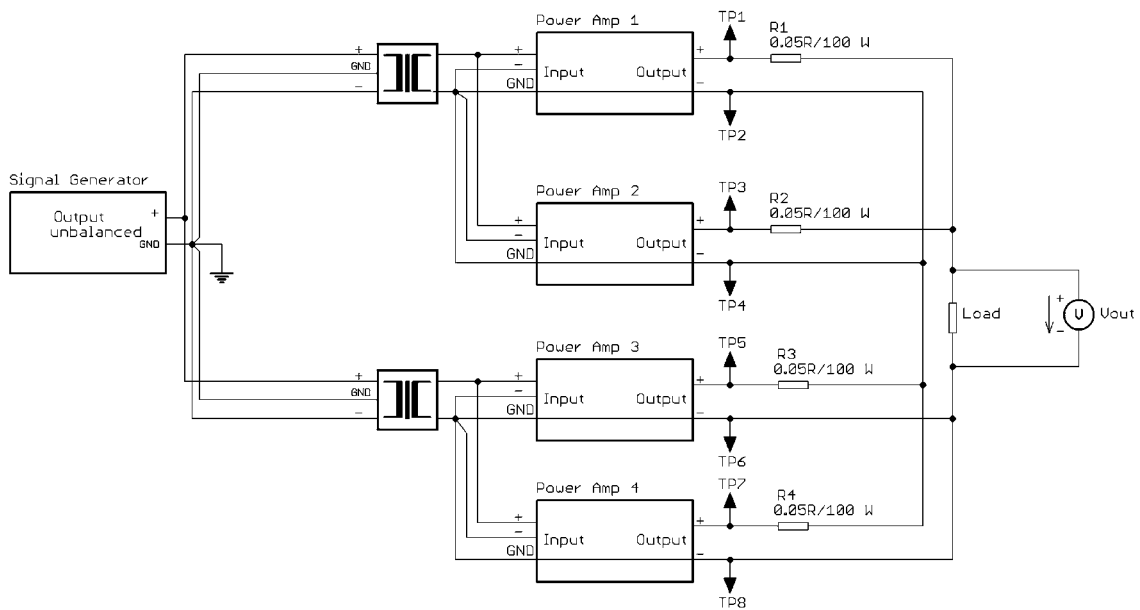 Power Amp 1
TP1
R1
0.05R/100 W
+
GND
-
+
-
GND
Input
Output
+
-
TP2
Signal Generator
Output
unbalanced
+
GND
Power Amp 2
TP3
R2
0.05R/100 W
+
-
GND
Input
Output
+
-
TP4
Load
+
-
V
Vout
Power Amp 3
TP5
R3
0.05R/100 W
+
GND
-
+
-
GND
Input
Output
+
-
TP6
Power Amp 4
TP7
R4
0.05R/100 W
+
-
GND
Input
Output
+
-
TP8